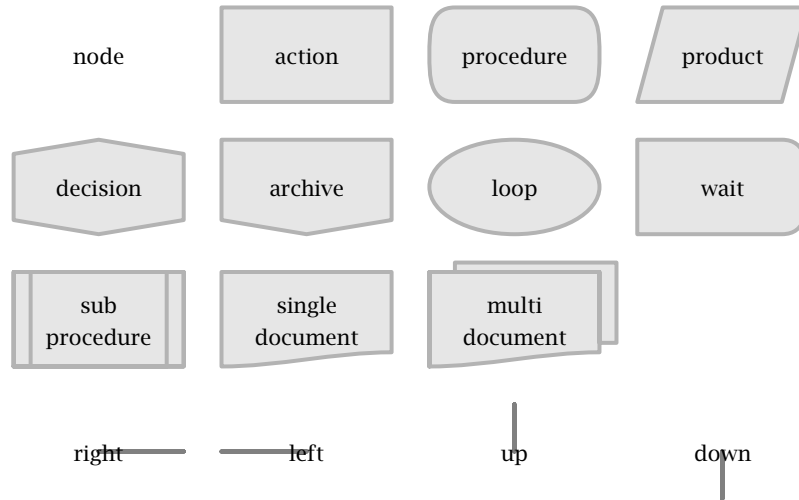 node
action
procedure
product
decision
archive
loop
wait
sub
procedure
single
document
multi
document
right
left
up
down